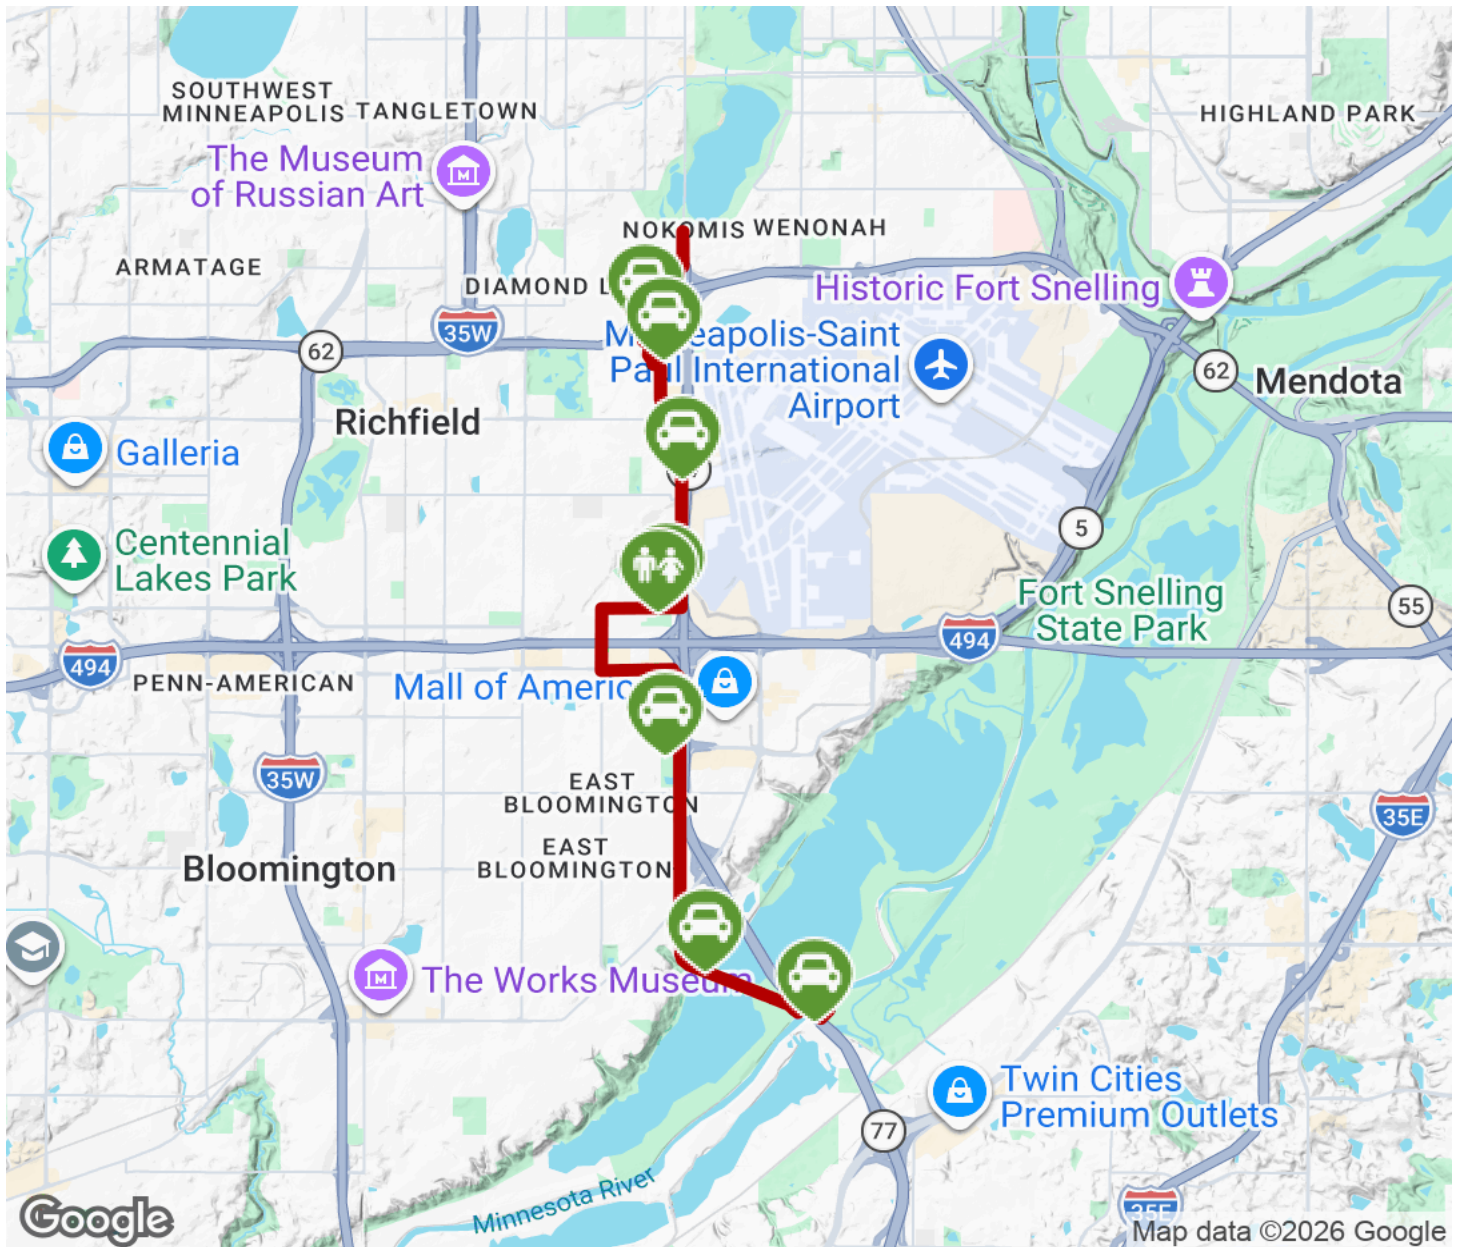 SOUTHWEST
MINNEAPOLIS
TANGLETOWN
HIGHLAND PARK
The Museum
of Russian Art
NOKOMIS
WENONAH
ARMATAGE
DIAMOND L
Historic Fort Snelling
35W
62
eapolis-Saint
Paul International
Airport
62
Mendota
Richfield
Galleria
5
Centennial
Lakes Park
Fort Snelling
State Park
55
494
494
PENN-AMERICAN
Mall of Americ
35W
EAST
BLOOMINGTON
35E
EAST
BLOOMINGTON
Bloomington
The Works Museum
Twin Cities
Premium Outlets
77
Minnesota River
35E
Google
Map data ©2026 Google